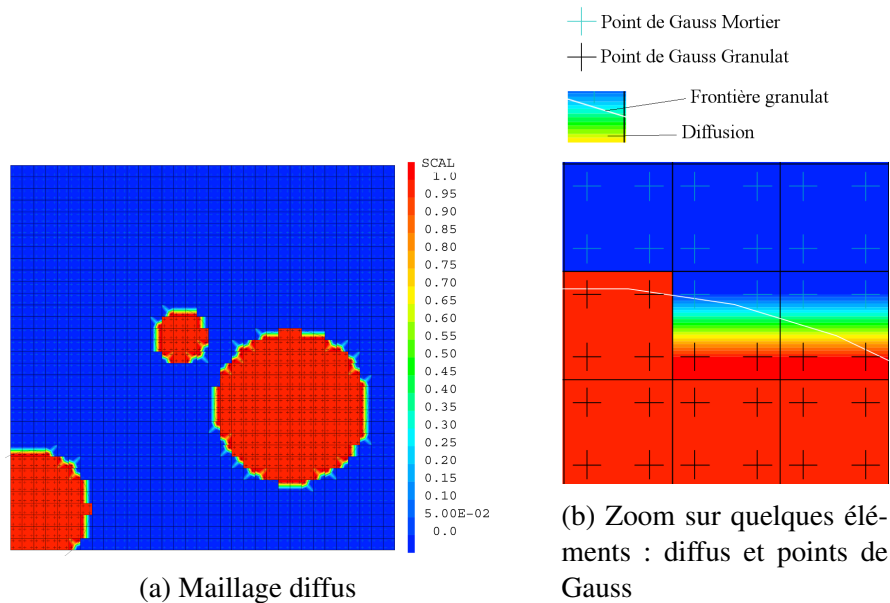 Point de Gauss Mortier
Point de Gauss Granulat
Frontière granulat
Diffusion
SCAL
1.0
0.95
0.90
0.85
0.80
0.75
0.70
0.65
0.60
0.55
0.50
0.45
0.40
0.35
0.30
0.25
0.20
0.15
0.10
5.00E-02
0.0
(a) Maillage diffus
(b) Zoom sur quelques élé-
ments : diffus et points de
Gauss